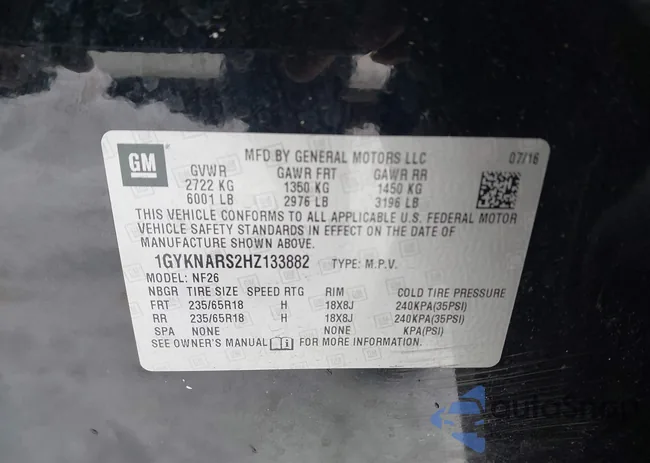 GM
MFD BY GENERAL MOTORS LLC 07/16
GVWR GAWR FRT GAWR RR
2722 KG 1350 KG 1450 KG
6001 LB 2976 LB 3196 LB
THIS VEHICLE CONFORMS TO ALL APPLICABLE U.S. FEDERAL MOTOR
VEHICLE SAFETY STANDARDS IN EFFECT ON THE DATE OF
MANUFACTURE SHOWN ABOVE.
1GYKNARS2HZ133882 TYPE: M.P.V.
MODEL: NF26
NBGR TIRE SIZE SPEED RTG RIM COLD TIRE PRESSURE
FRT 235/65R18 H 18X8J 240KPA(35PSI)
RR 235/65R18 H 18X8J 240KPA(35PSI)
SPA NONE NONE KPA(PSI)
SEE OWNER'S MANUAL i FOR MORE INFORMATION.
autoSnap